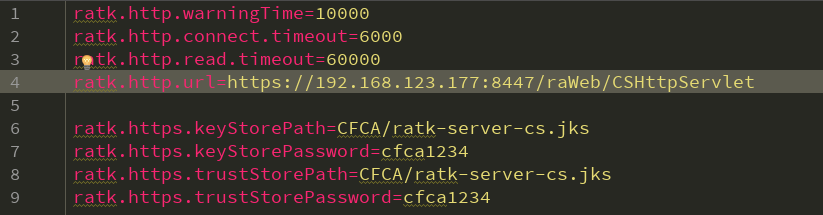 1 ratk.http.warningTime=10000
2 ratk.http.connect.timeout=6000
3 ratk.http.read.timeout=60000
4 ratk.http.url=https://192.168.123.177:8447/raWeb/CSHttpServlet
5
6 ratk.https.keyStorePath=CFCA/ratk-server-cs.jks
7 ratk.https.keyStorePassword=cfca1234
8 ratk.https.trustStorePath=CFCA/ratk-server-cs.jks
9 ratk.https.trustStorePassword=cfca1234